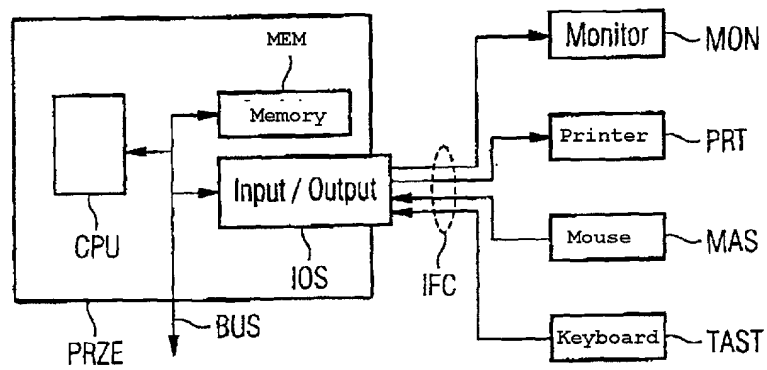 MEM
Memory
CPU
Input / Output
IOS
BUS
PRZE
IFC
Monitor
MON
Printer
PRT
Mouse
MAS
Keyboard
TAST